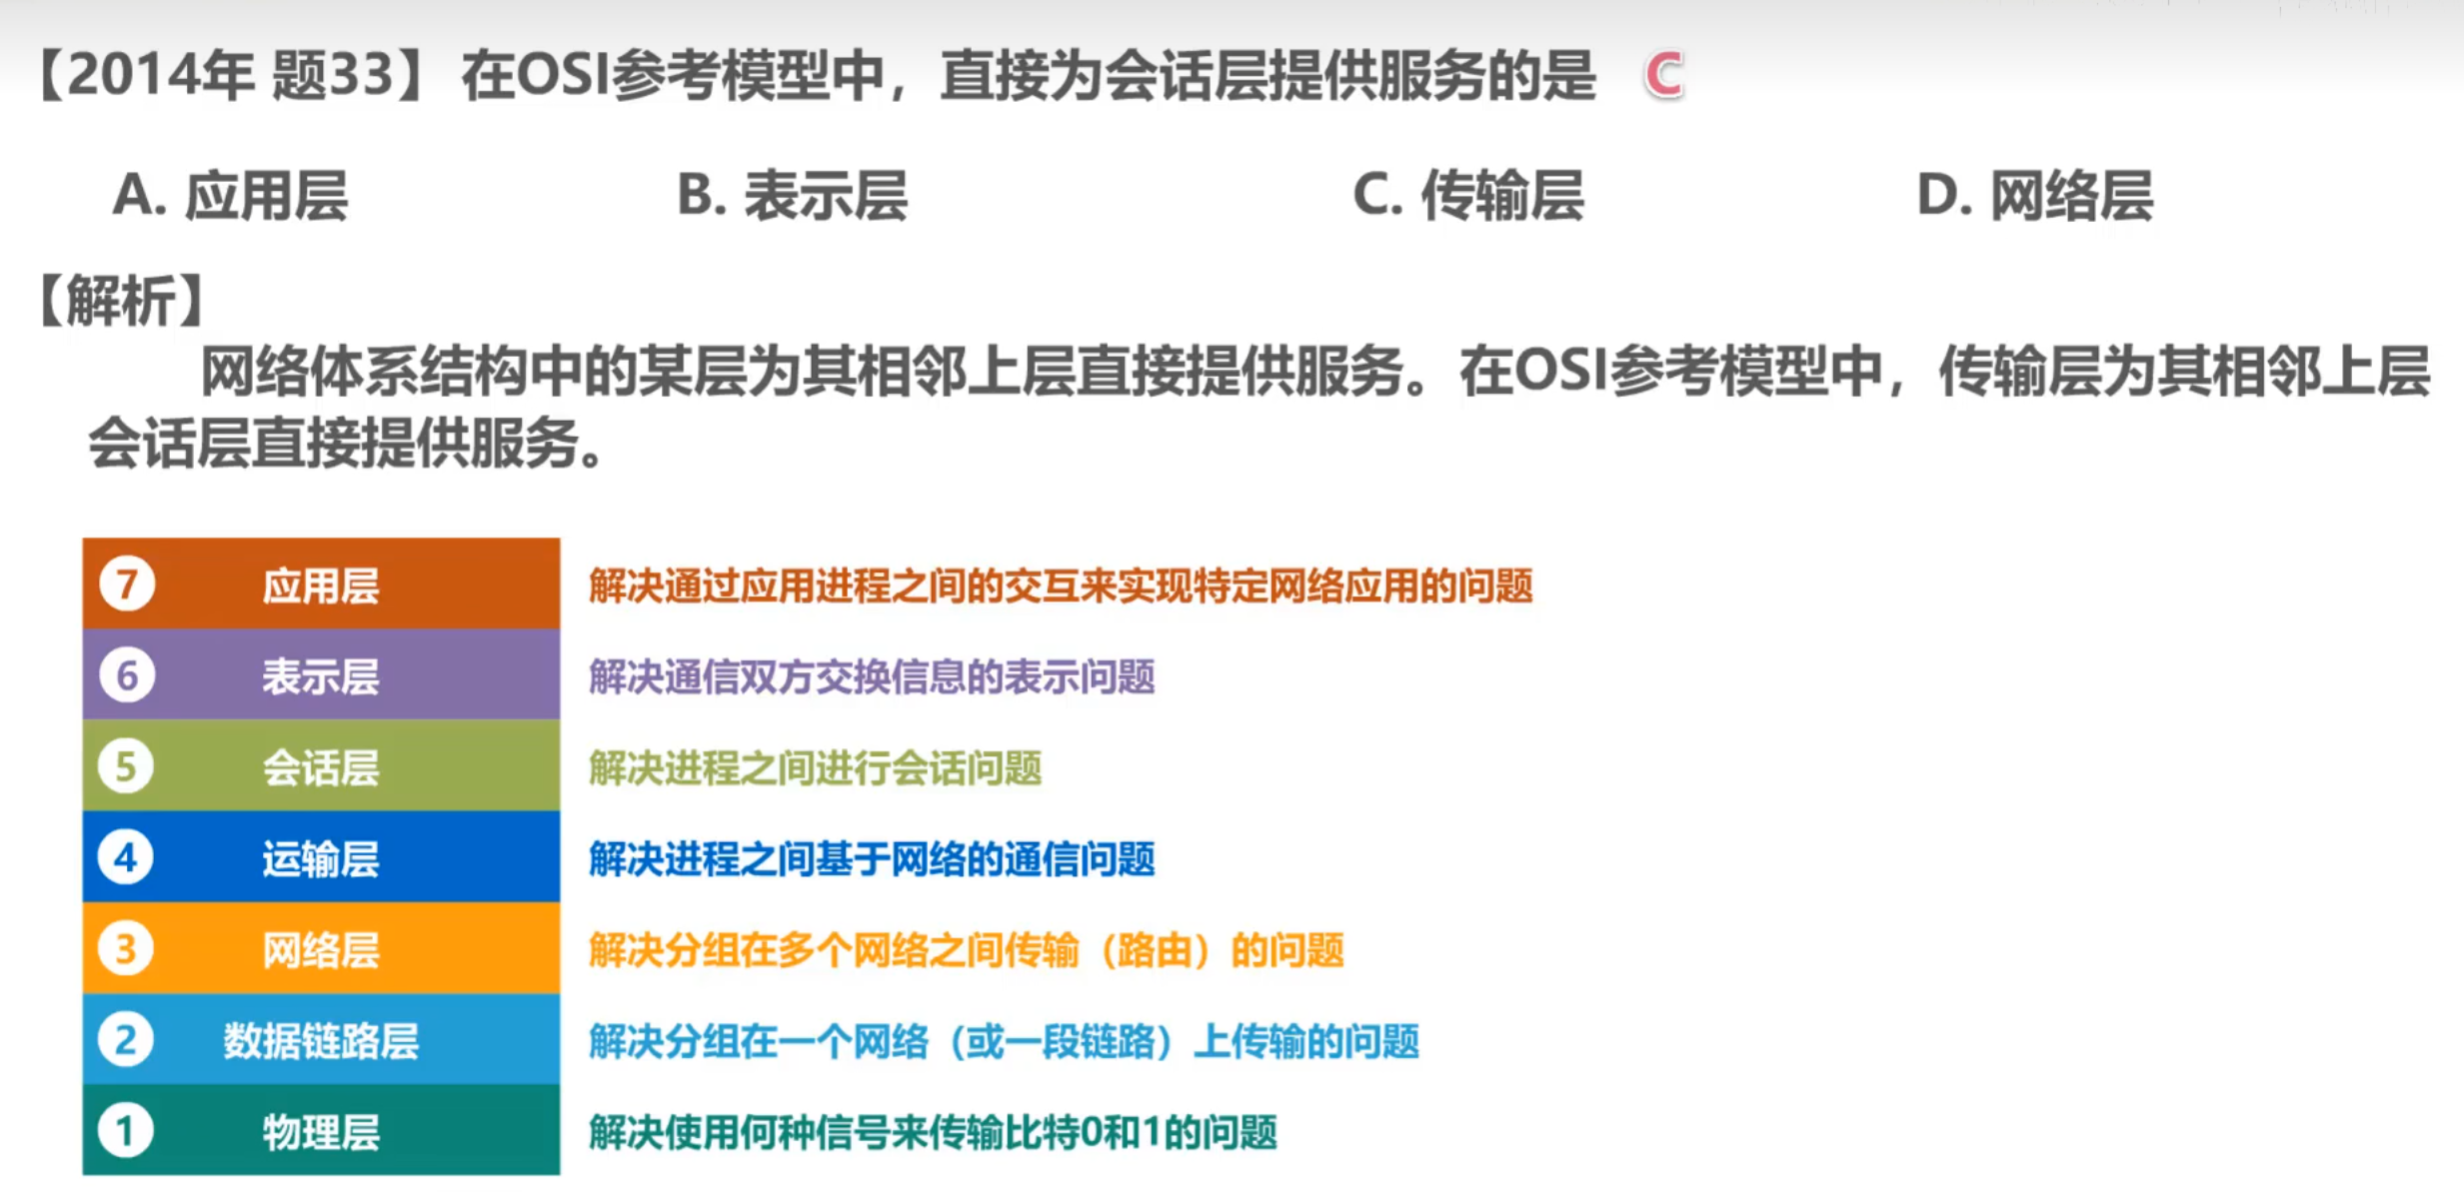 【2014年 题33】在OSI参考模型中，直接为会话层提供服务的是 C
A. 应用层 B. 表示层 C. 传输层 D. 网络层
【解析】
网络体系结构中的某层为其相邻上层直接提供服务。在OSI参考模型中，传输层为其相邻上层
会话层直接提供服务。
7 应用层 解决通过应用进程之间的交互来实现特定网络应用的问题
6 表示层 解决通信双方交换信息的表示问题
5 会话层 解决进程之间进行会话问题
4 运输层 解决进程之间基于网络的通信问题
3 网络层 解决分组在多个网络之间传输（路由）的问题
2 数据链路层 解决分组在一个网络（或一段链路）上传输的问题
1 物理层 解决使用何种信号来传输比特0和1的问题